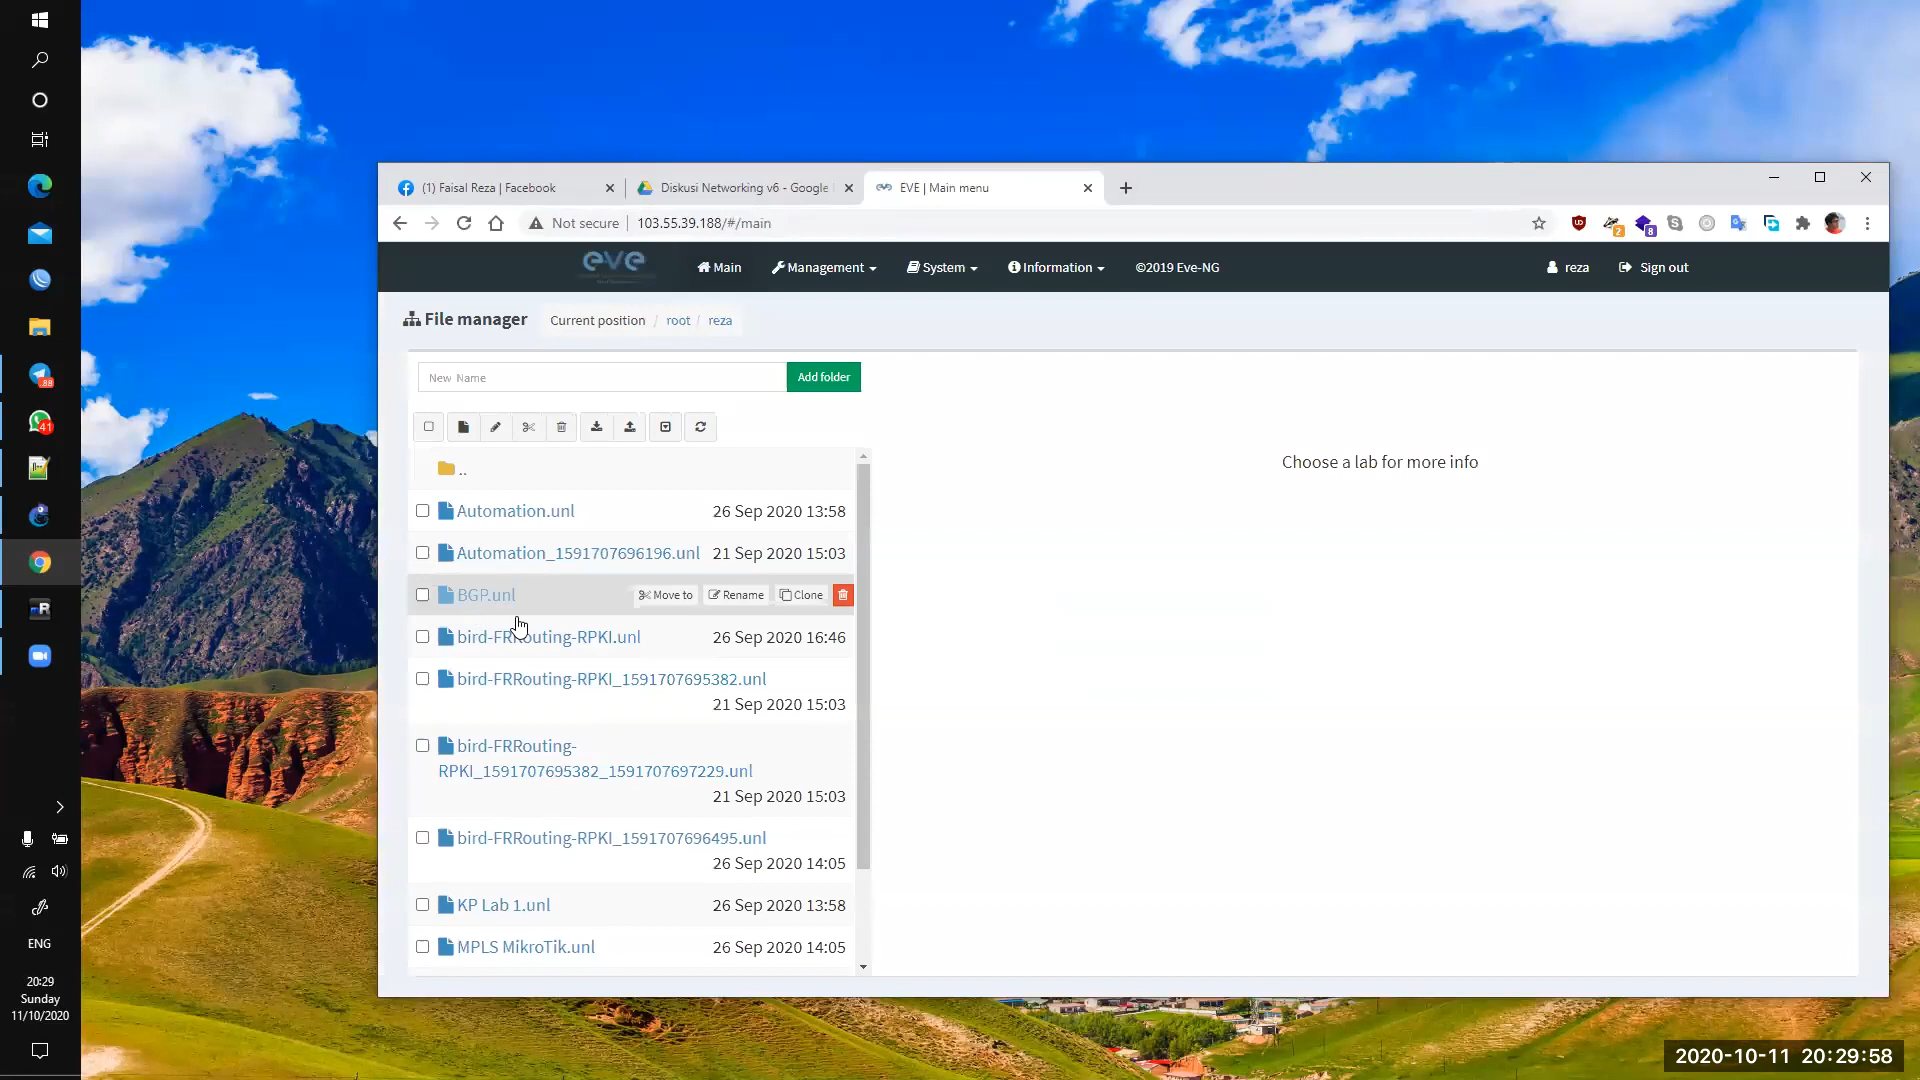 (1) Faisal Reza | Facebook
Diskusi Networking v6 - Google
EVE | Main menu
Not secure
103.55.39.188/#/main
2
8
eve
Main
Management
System
Information
©2019 Eve-NG
reza
Sign out
File manager
Current position / root / reza
New Name
Add folder
..
Automation.unl 26 Sep 2020 13:58
Automation_1591707696196.unl 21 Sep 2020 15:03
BGP.unl Move to Rename Clone
bird-FRRouting-RPKI.unl 26 Sep 2020 16:46
bird-FRRouting-RPKI_1591707695382.unl
21 Sep 2020 15:03
bird-FRRouting-
RPKI_1591707695382_1591707697229.unl
21 Sep 2020 15:03
bird-FRRouting-RPKI_1591707696495.unl
26 Sep 2020 14:05
KP Lab 1.unl 26 Sep 2020 13:58
MPLS MikroTik.unl 26 Sep 2020 14:05
Choose a lab for more info
88
41
R
ENG
20:29
Sunday
11/10/2020
2020-10-11 20:29:58